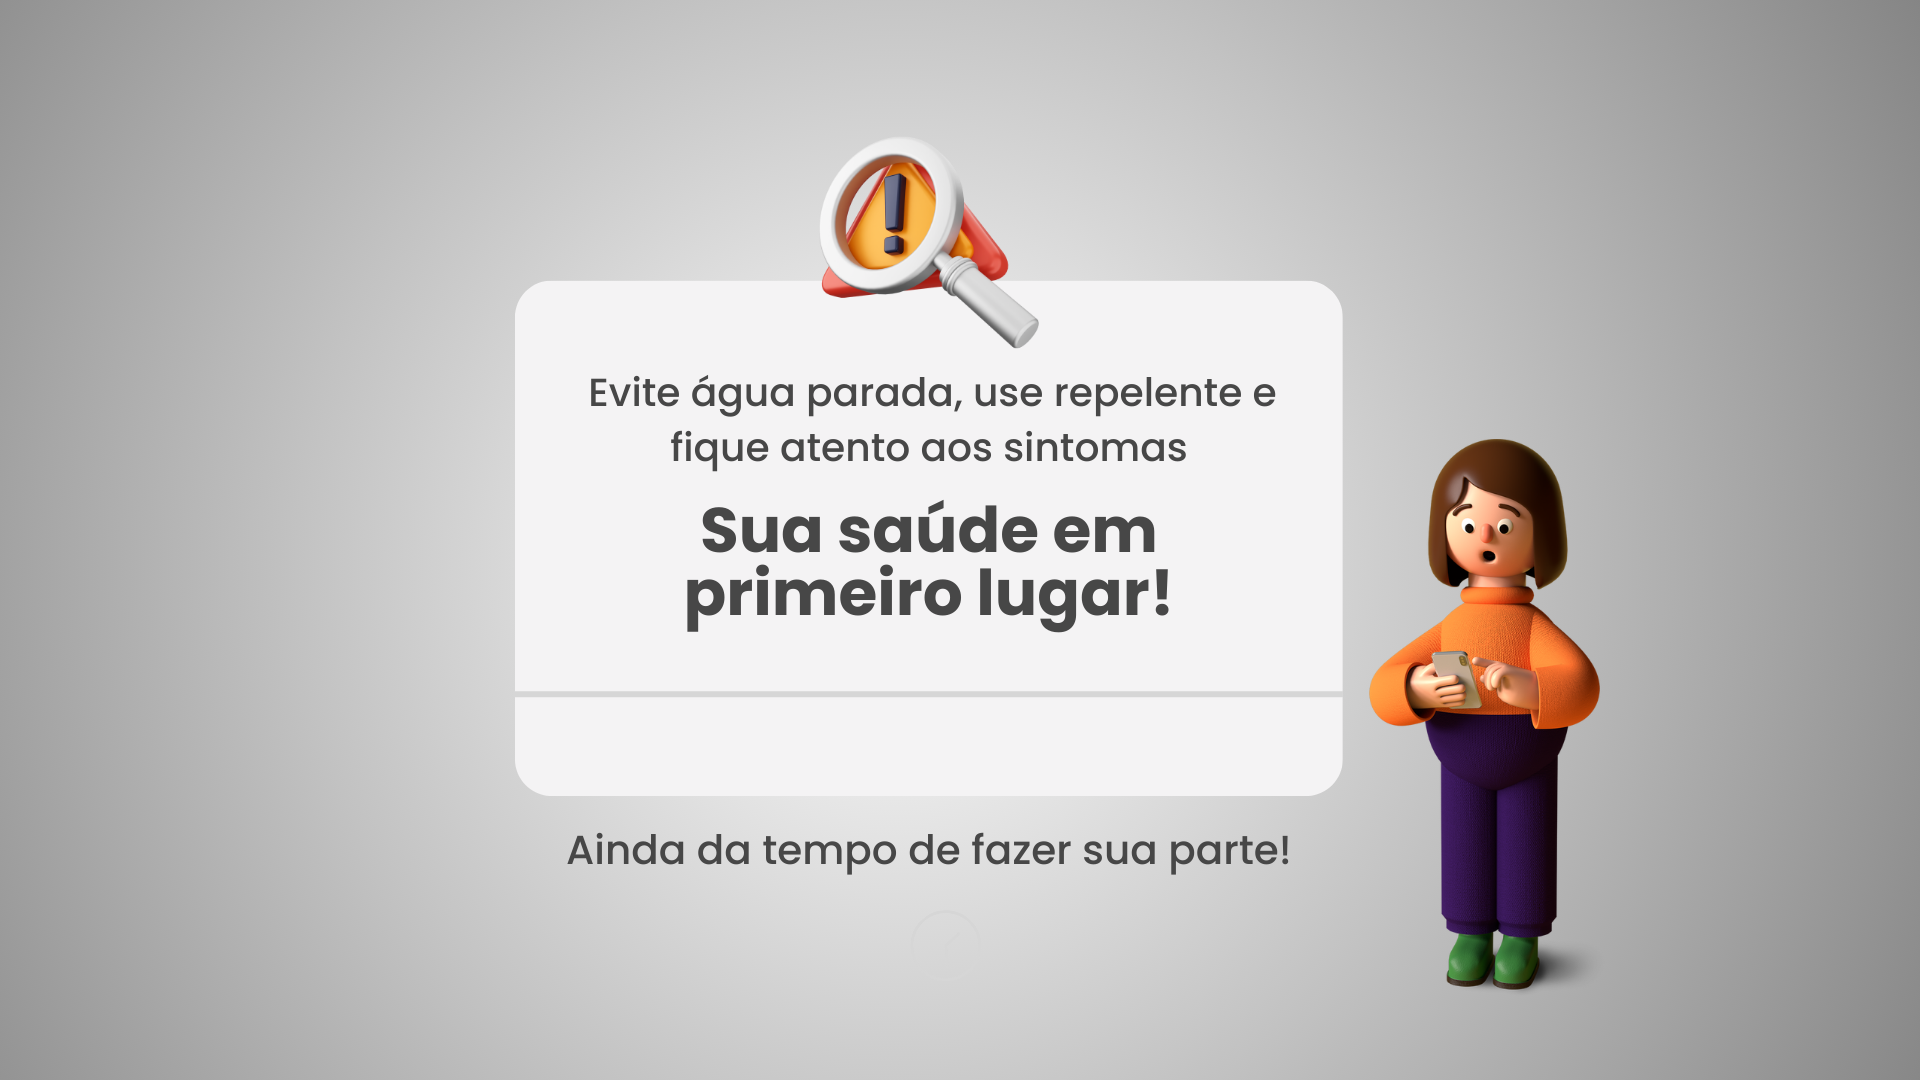 Evite água parada, use repelente e
fique atento aos sintomas
Sua saúde em
primeiro lugar!
Ainda da tempo de fazer sua parte!